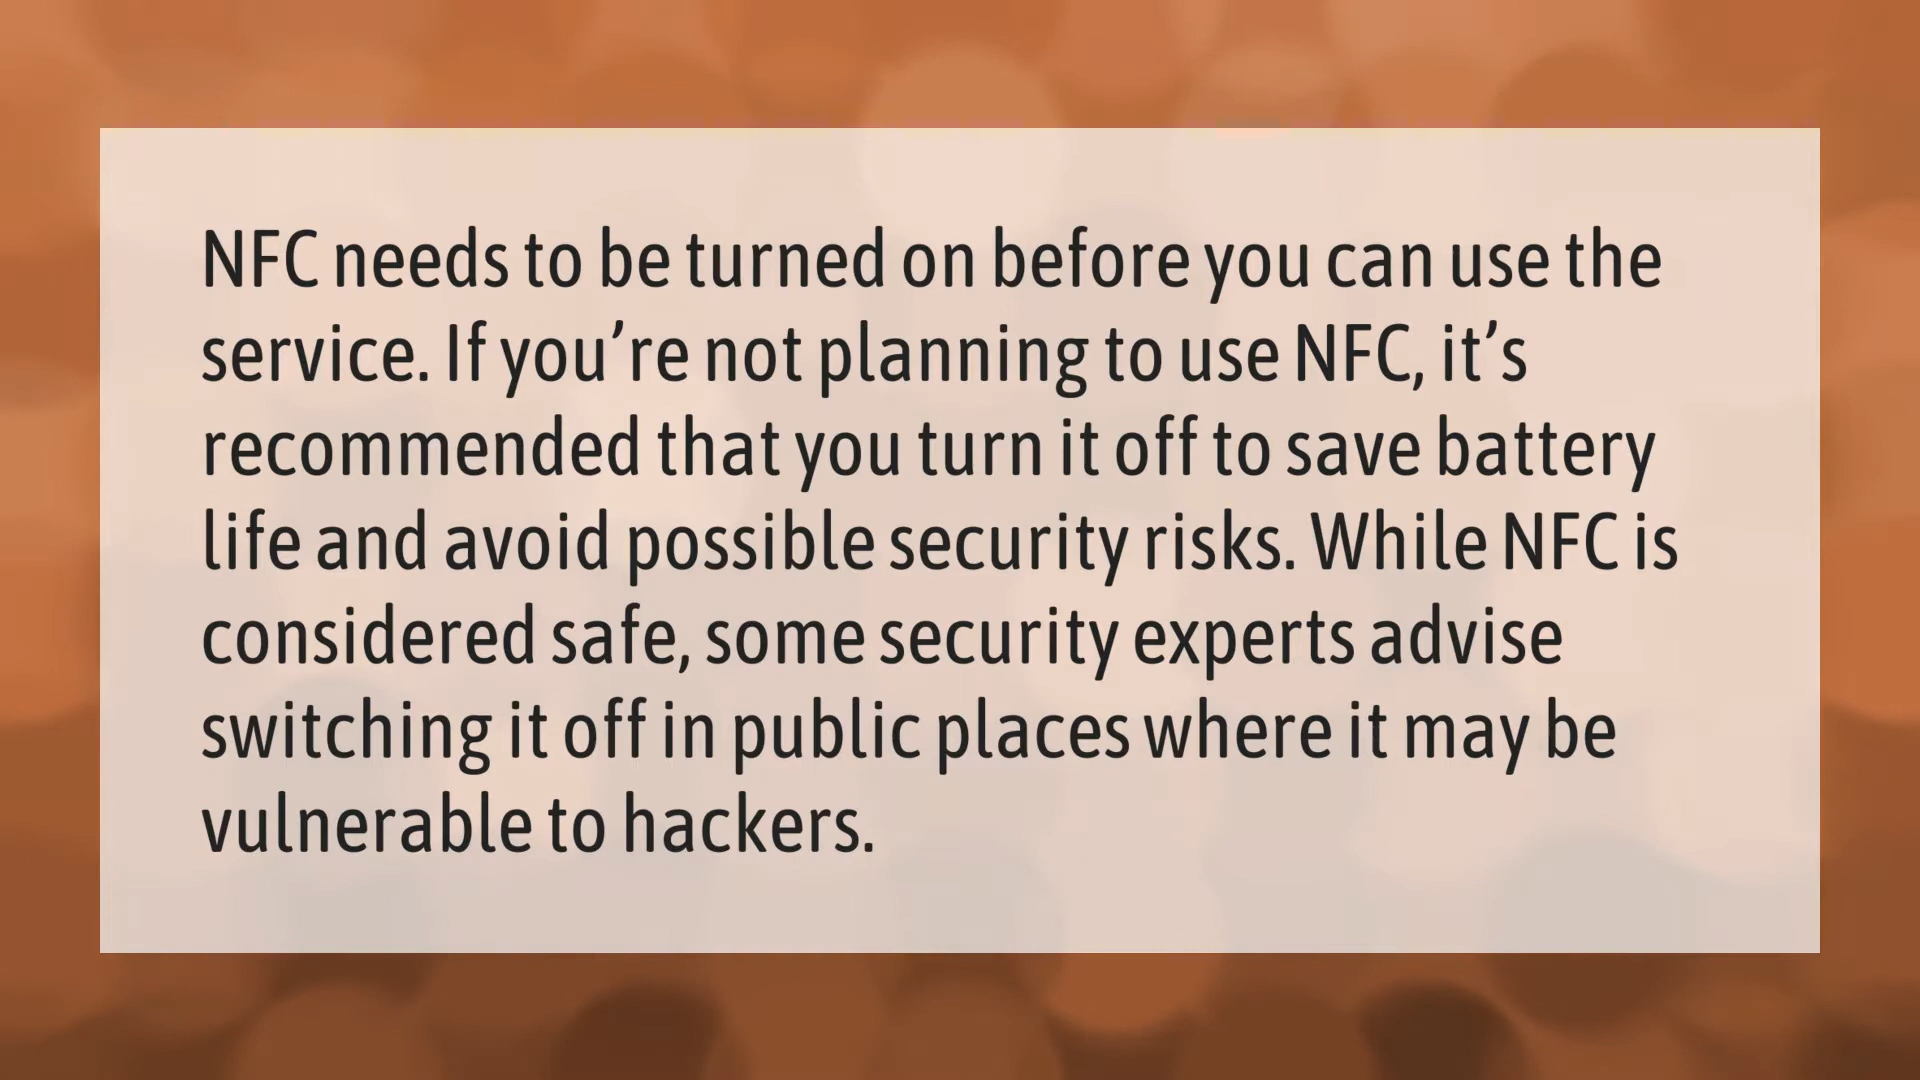 NFC needs to be turned on before you can use the
service. If you’re not planning to use NFC, it’s
recommended that you turn it off to save battery
life and avoid possible security risks. While NFC is
considered safe, some security experts advise
switching it off in public places where it may be
vulnerable to hackers.